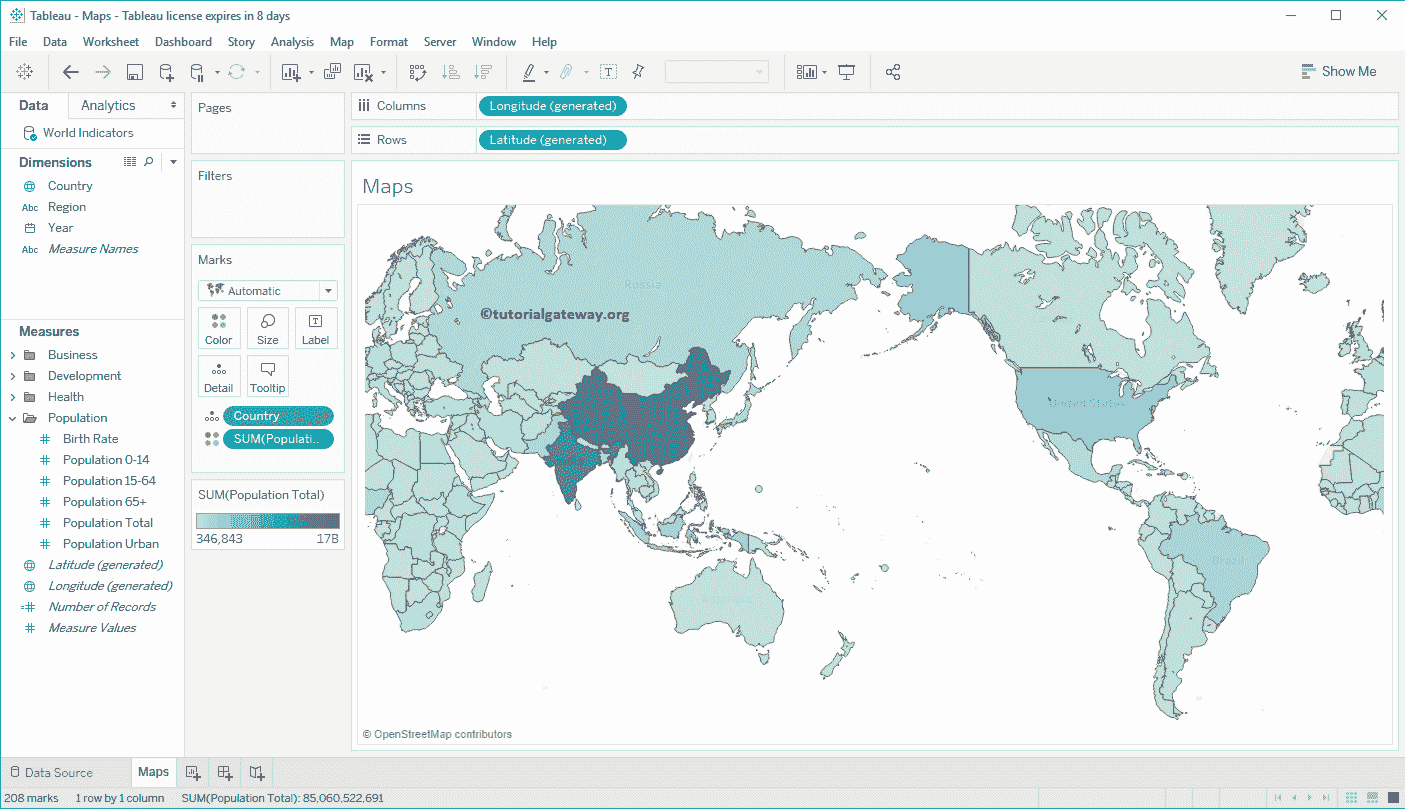 Tableau - Maps - Tableau license expires in 8 days
File Data Worksheet Dashboard Story Analysis Map Format Server Window Help
Show Me
Data Analytics
World Indicators
Dimensions
Country
Abc Region
Year
Abc Measure Names
Measures
Business
Development
Health
Population
Birth Rate
Population 0-14
Population 15-64
Population 65+
Population Total
Population Urban
Latitude (generated)
Longitude (generated)
Number of Records
Measure Values
Pages
Filters
Marks
Automatic
Color Size Label
Detail Tooltip
Country
SUM(Populati..
SUM(Population Total)
346,843 17B
Columns Longitude (generated)
Rows Latitude (generated)
Maps
Russia
©tutorialgateway.org
United States
Brazil
Australia
© OpenStreetMap contributors
Data Source Maps
208 marks 1 row by 1 column SUM(Population Total): 85,060,522,691